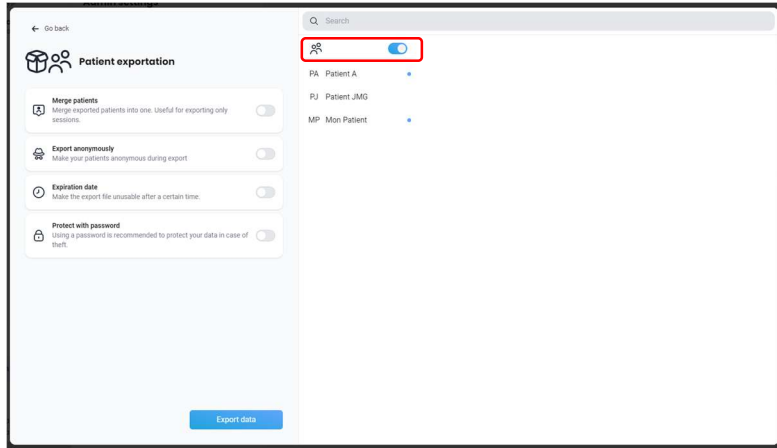 Admin settings
Go back
Patient exportation
Merge patients
Merge exported patients into one. Useful for exporting only
sessions.
Export anonymously
Make your patients anonymous during export
Expiration date
Make the export file unusable after a certain time.
Protect with password
Using a password is recommended to protect your data in case of
theft.
Export data
Search
PA Patient A
PJ Patient JMG
MP Mon Patient